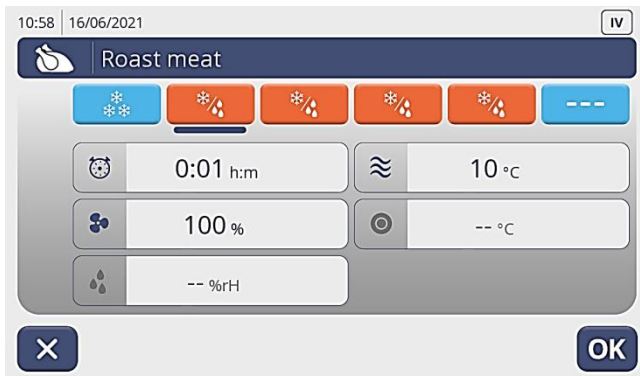 10:58 16/06/2021 IV
Roast meat
---
0:01 h:m 10 °C
100 % -- °C
-- %rH
OK